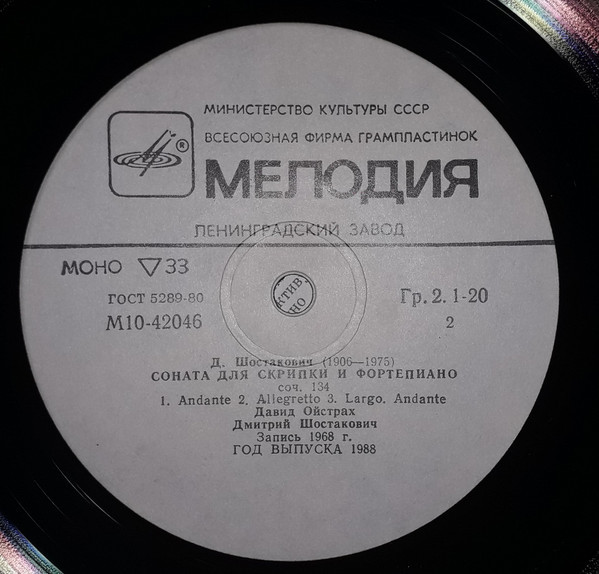 МИНИСТЕРСТВО КУЛЬТУРЫ СССР
ВСЕСОЮЗНАЯ ФИРМА ГРАМПЛАСТИНОК
МЕЛОДИЯ
ЛЕНИНГРАДСКИЙ ЗАВОД
МОНО ▽ 33
ГОСТ 5289-80
М10-42046
Гр. 2. 1-20
2
Д. Шостакович (1906—1975)
СОНАТА ДЛЯ СКРИПКИ И ФОРТЕПИАНО
соч. 134
1. Andante 2. Allegretto 3. Largo. Andante
Давид Ойстрах
Дмитрий Шостакович
Запись 1968 г.
ГОД ВЫПУСКА 1988